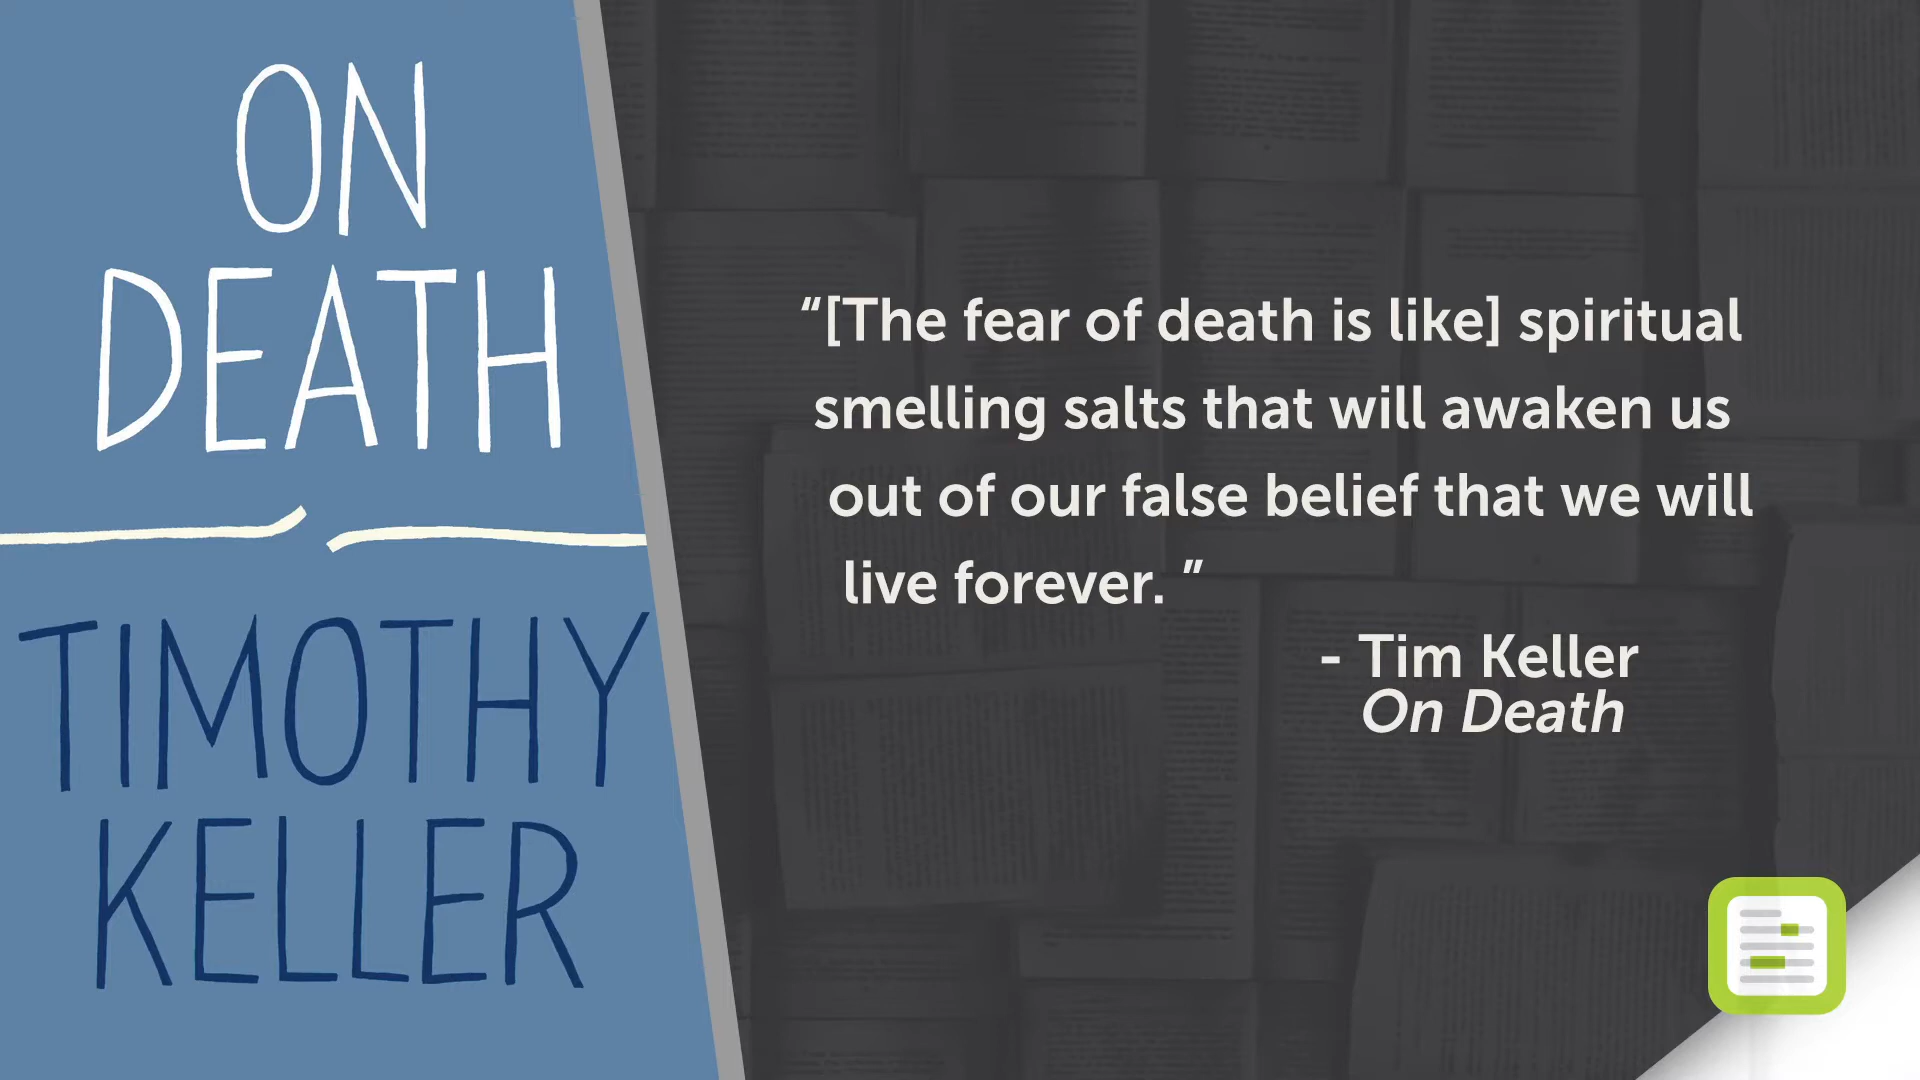 ON
DEATH
TIMOTHY
KELLER
“[The fear of death is like] spiritual
smelling salts that will awaken us
out of our false belief that we will
live forever. ”
- Tim Keller
On Death